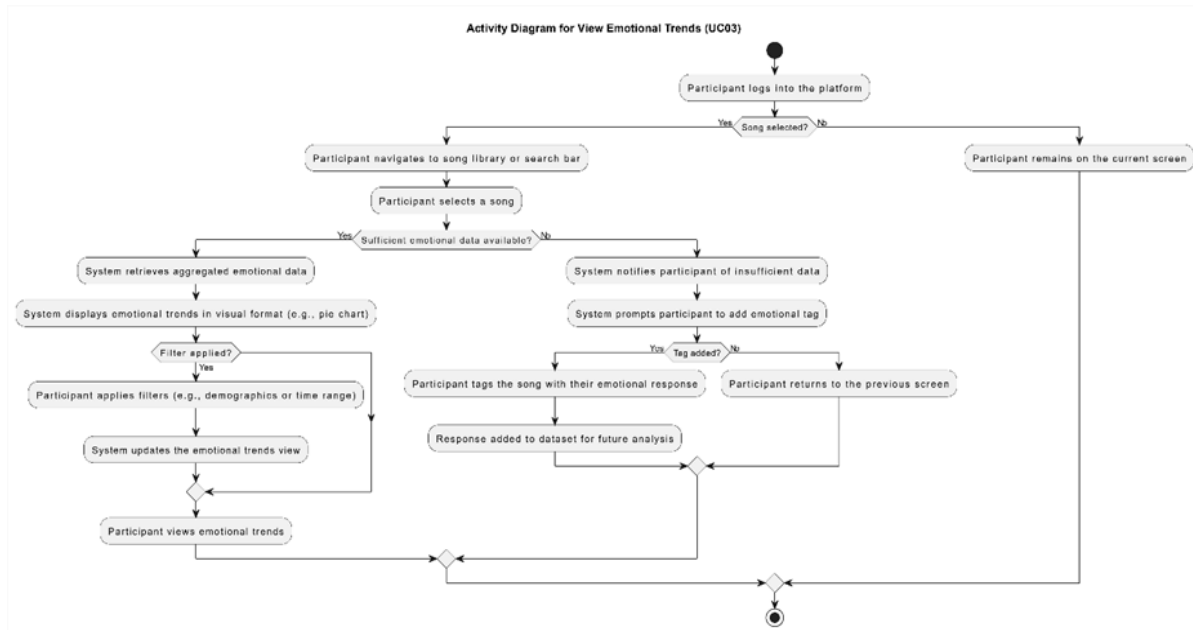 Activity Diagram for View Emotional Trends (UC03)
Participant logs into the platform
Yes
Song selected?
No
Participant navigates to song library or search bar
Participant remains on the current screen
Participant selects a song
Yes
Sufficient emotional data available?
No
System retrieves aggregated emotional data
System notifies participant of insufficient data
System displays emotional trends in visual format (e.g., pie chart)
System prompts participant to add emotional tag
Filter applied?
Yes
Yes
Tag added?
No
Participant applies filters (e.g., demographics or time range)
Participant tags the song with their emotional response
Participant returns to the previous screen
System updates the emotional trends view
Response added to dataset for future analysis
Participant views emotional trends